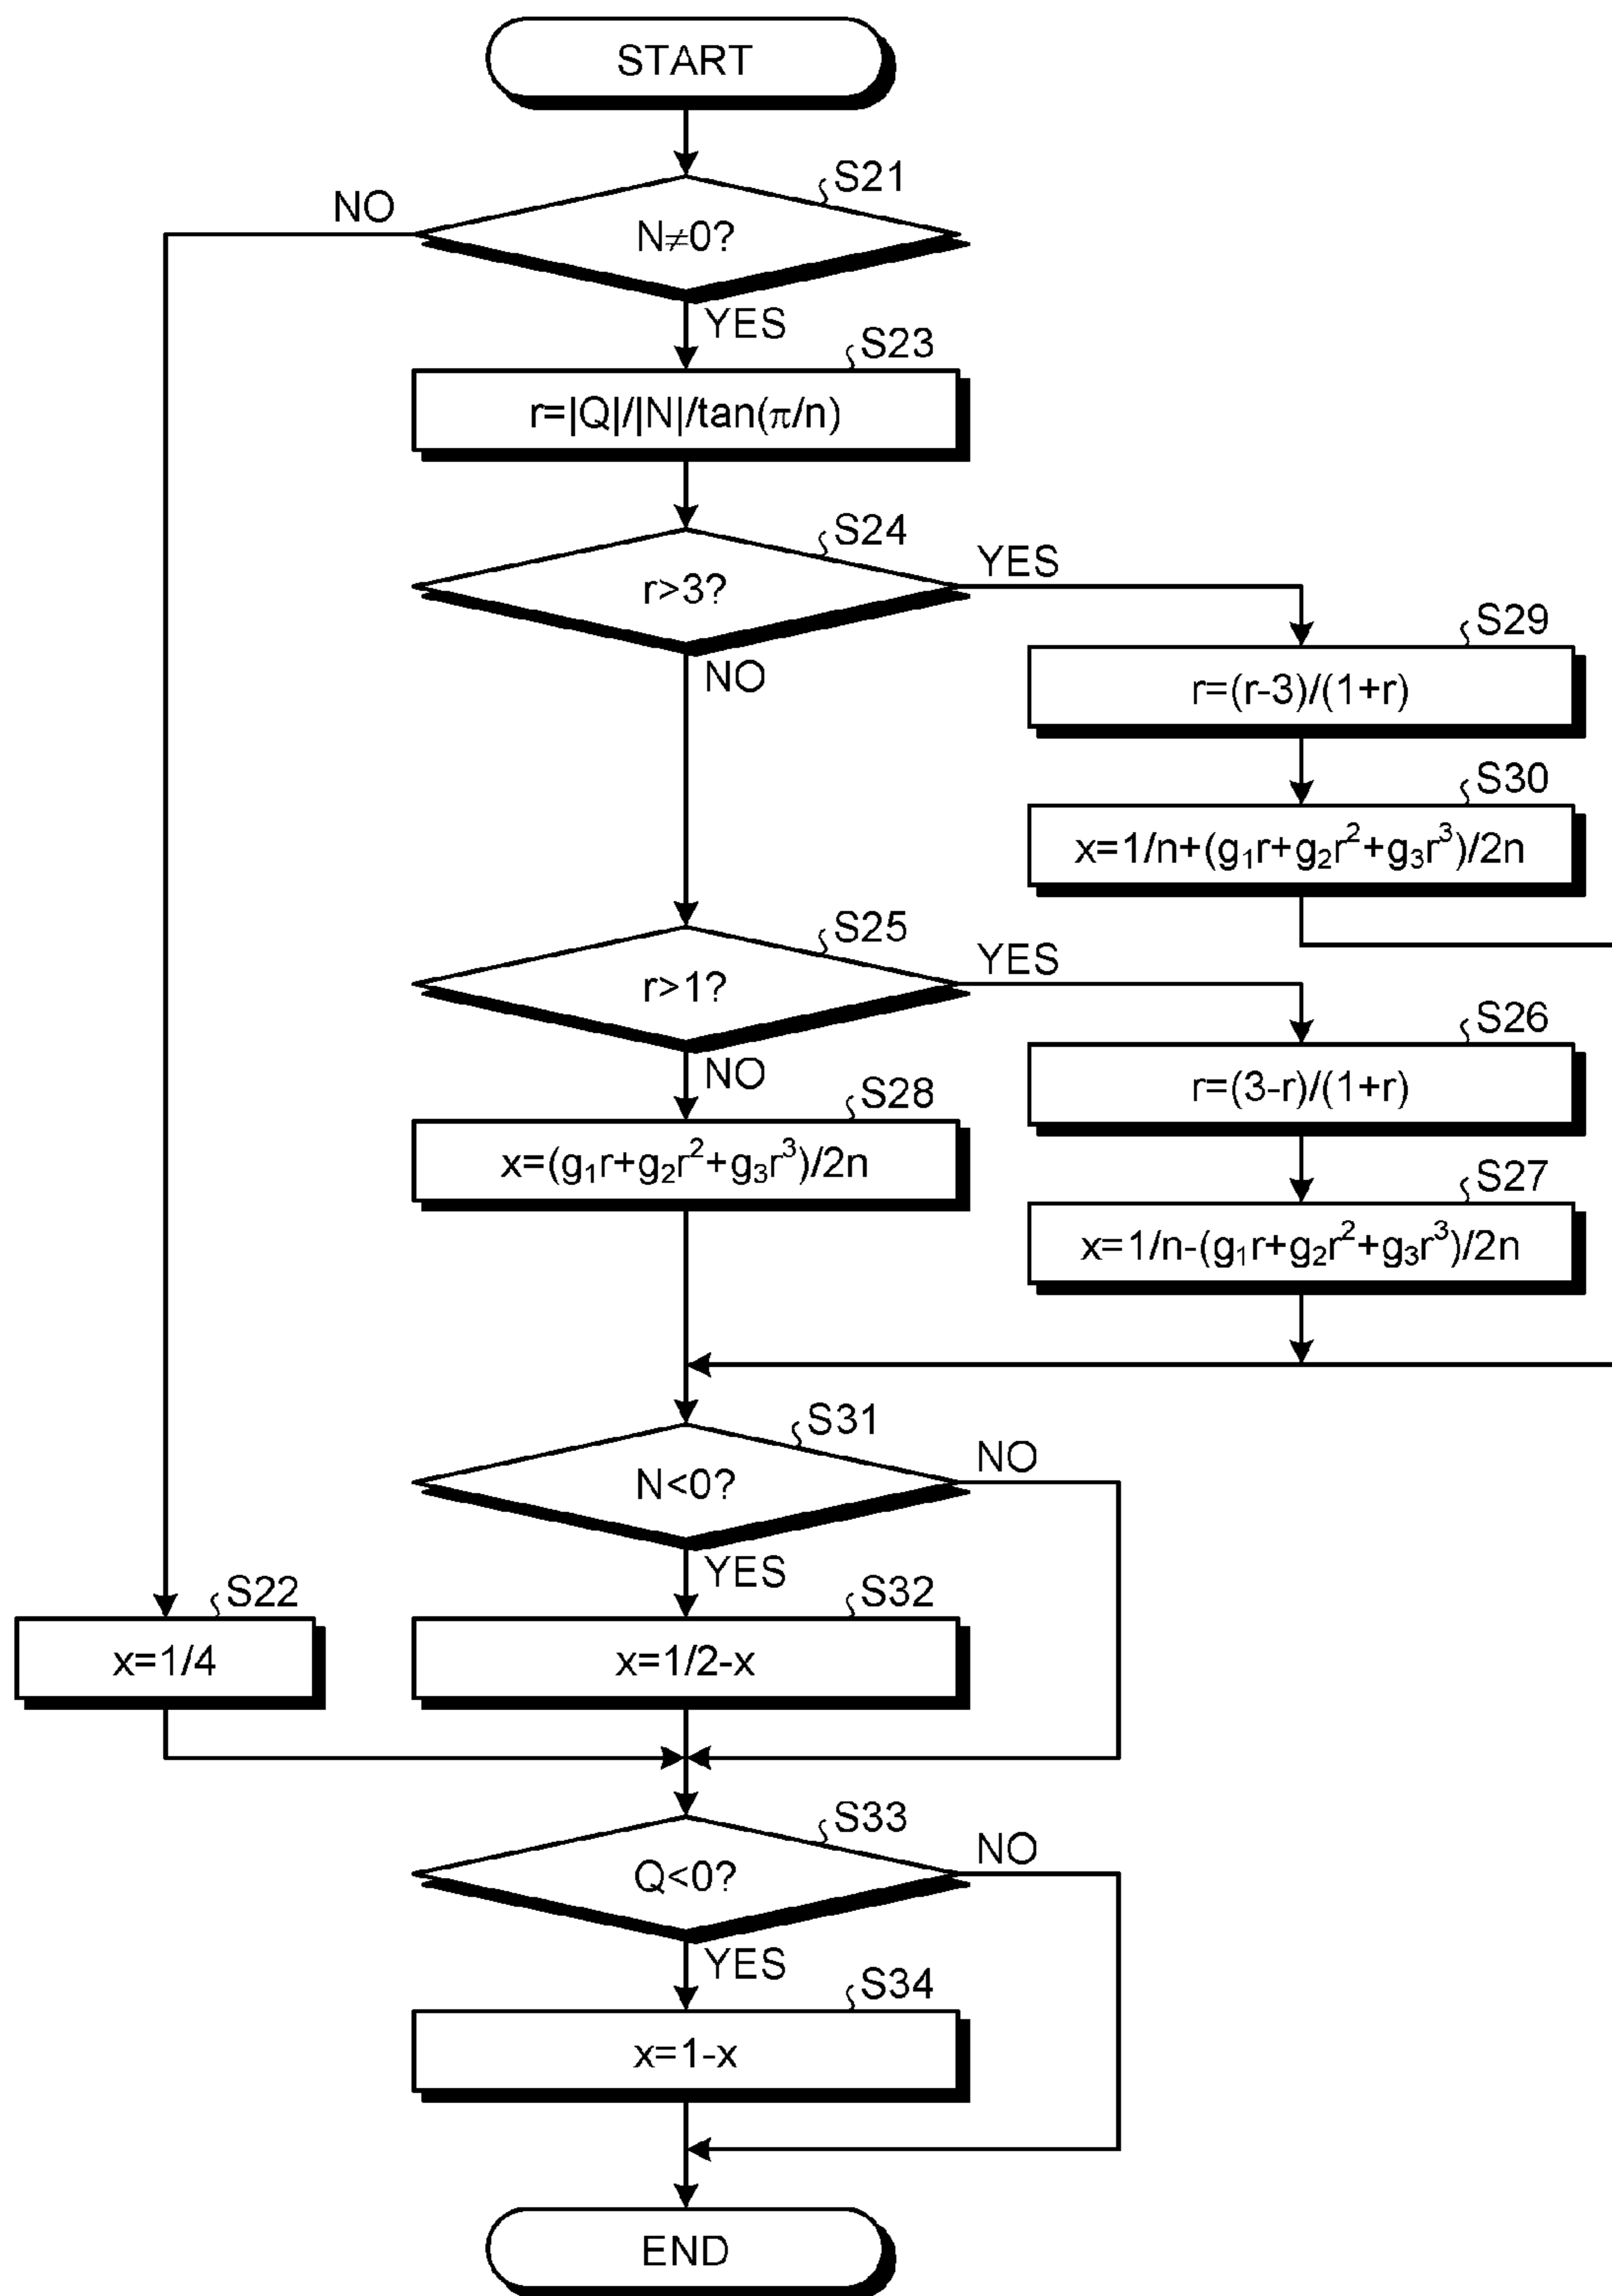 START
S21
NO
N≠0?
YES
S23
r=|Q|/|N|/tan(π/n)
S24
YES
r>3?
NO
S29
r=(r-3)/(1+r)
S30
x=1/n+(g₁r+g₂r²+g₃r³)/2n
S25
YES
r>1?
NO
S26
r=(3-r)/(1+r)
S28
x=(g₁r+g₂r²+g₃r³)/2n
S27
x=1/n-(g₁r+g₂r²+g₃r³)/2n
S31
NO
N<0?
YES
S22
x=1/4
S32
x=1/2-x
S33
NO
Q<0?
YES
S34
x=1-x
END